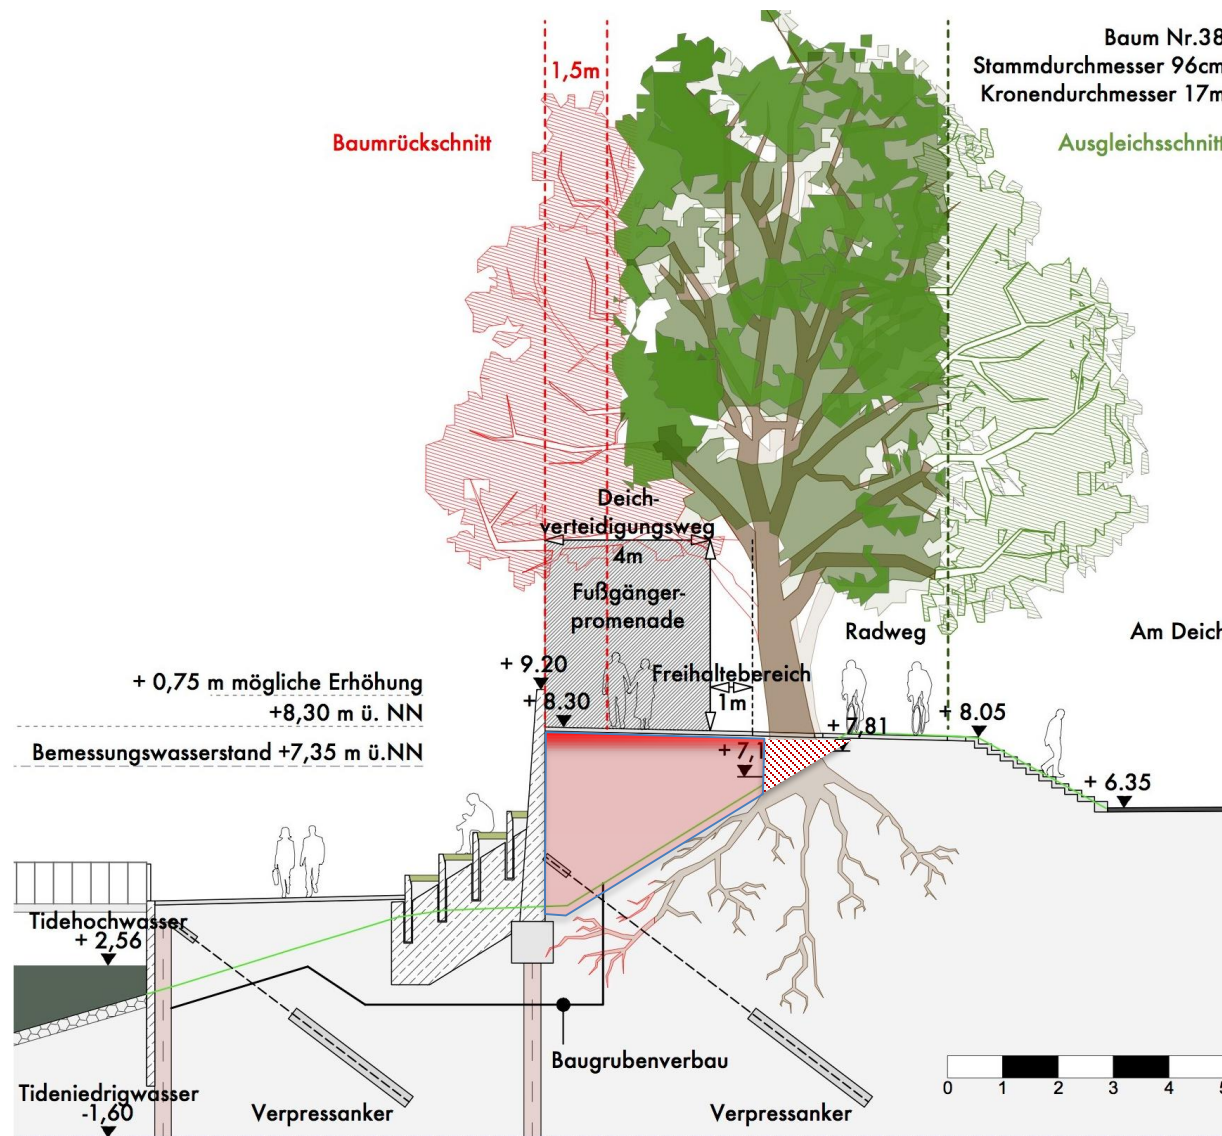 Baum Nr.38
Stammdurchmesser 96cm
Kronendurchmesser 17m
1,5m
Baumrückschnitt
Ausgleichsschnitt
Deich-
verteidigungsweg
4m
Fußgänger-
promenade
Radweg
Am Deich
+ 9.20
Freihaltebereich
+ 0,75 m mögliche Erhöhung
+ 8.30
1m
+8,30 m ü. NN
+ 7,81
+ 8.05
Bemessungswasserstand +7,35 m ü.NN
+ 7,1
+ 6.35
Tidehochwasser
+ 2,56
Baugrubenverbau
Tideniedrigwasser
-1,60
Verpressanker
Verpressanker
0 1 2 3 4 5